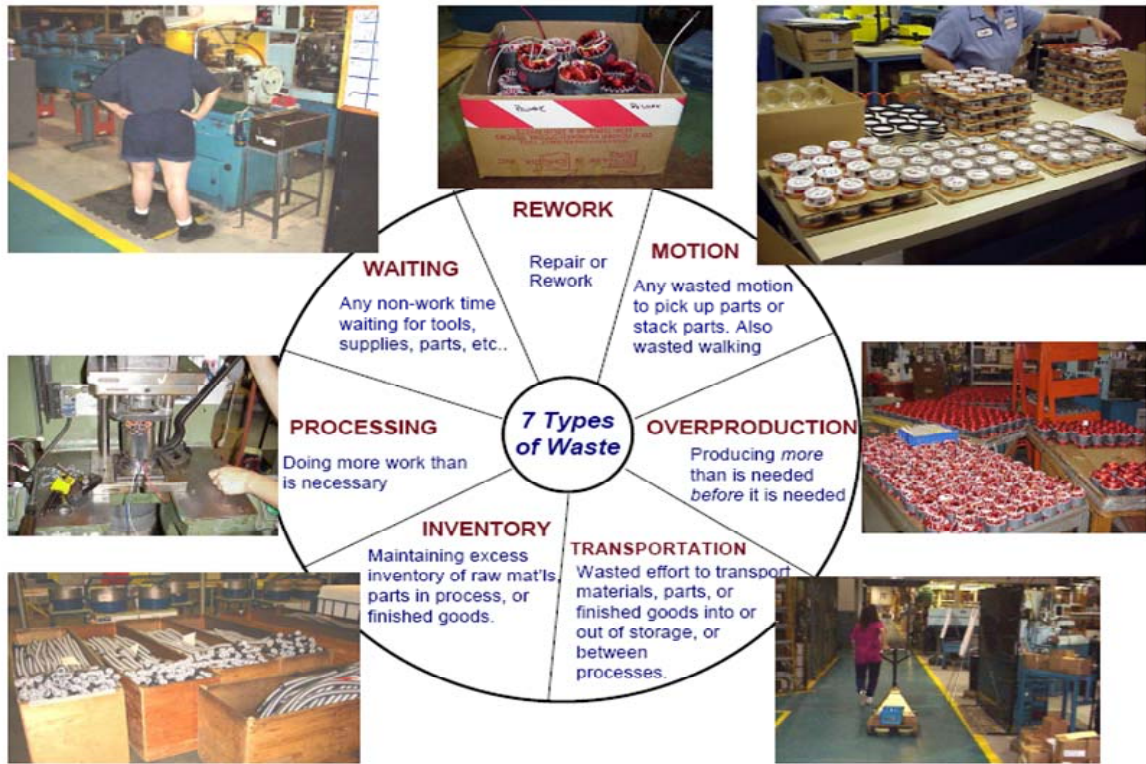 REWORK
Repair or
Rework
MOTION
Any wasted motion
to pick up parts or
stack parts. Also
wasted walking
OVERPRODUCTION
Producing more
than is needed
before it is needed
TRANSPORTATION
Wasted effort to transport
materials, parts, or
finished goods into or
out of storage, or
between
processes.
INVENTORY
Maintaining excess
inventory of raw mat'ls,
parts in process, or
finished goods.
PROCESSING
Doing more work than
is necessary
WAITING
Any non-work time
waiting for tools,
supplies, parts, etc..
7 Types
of Waste